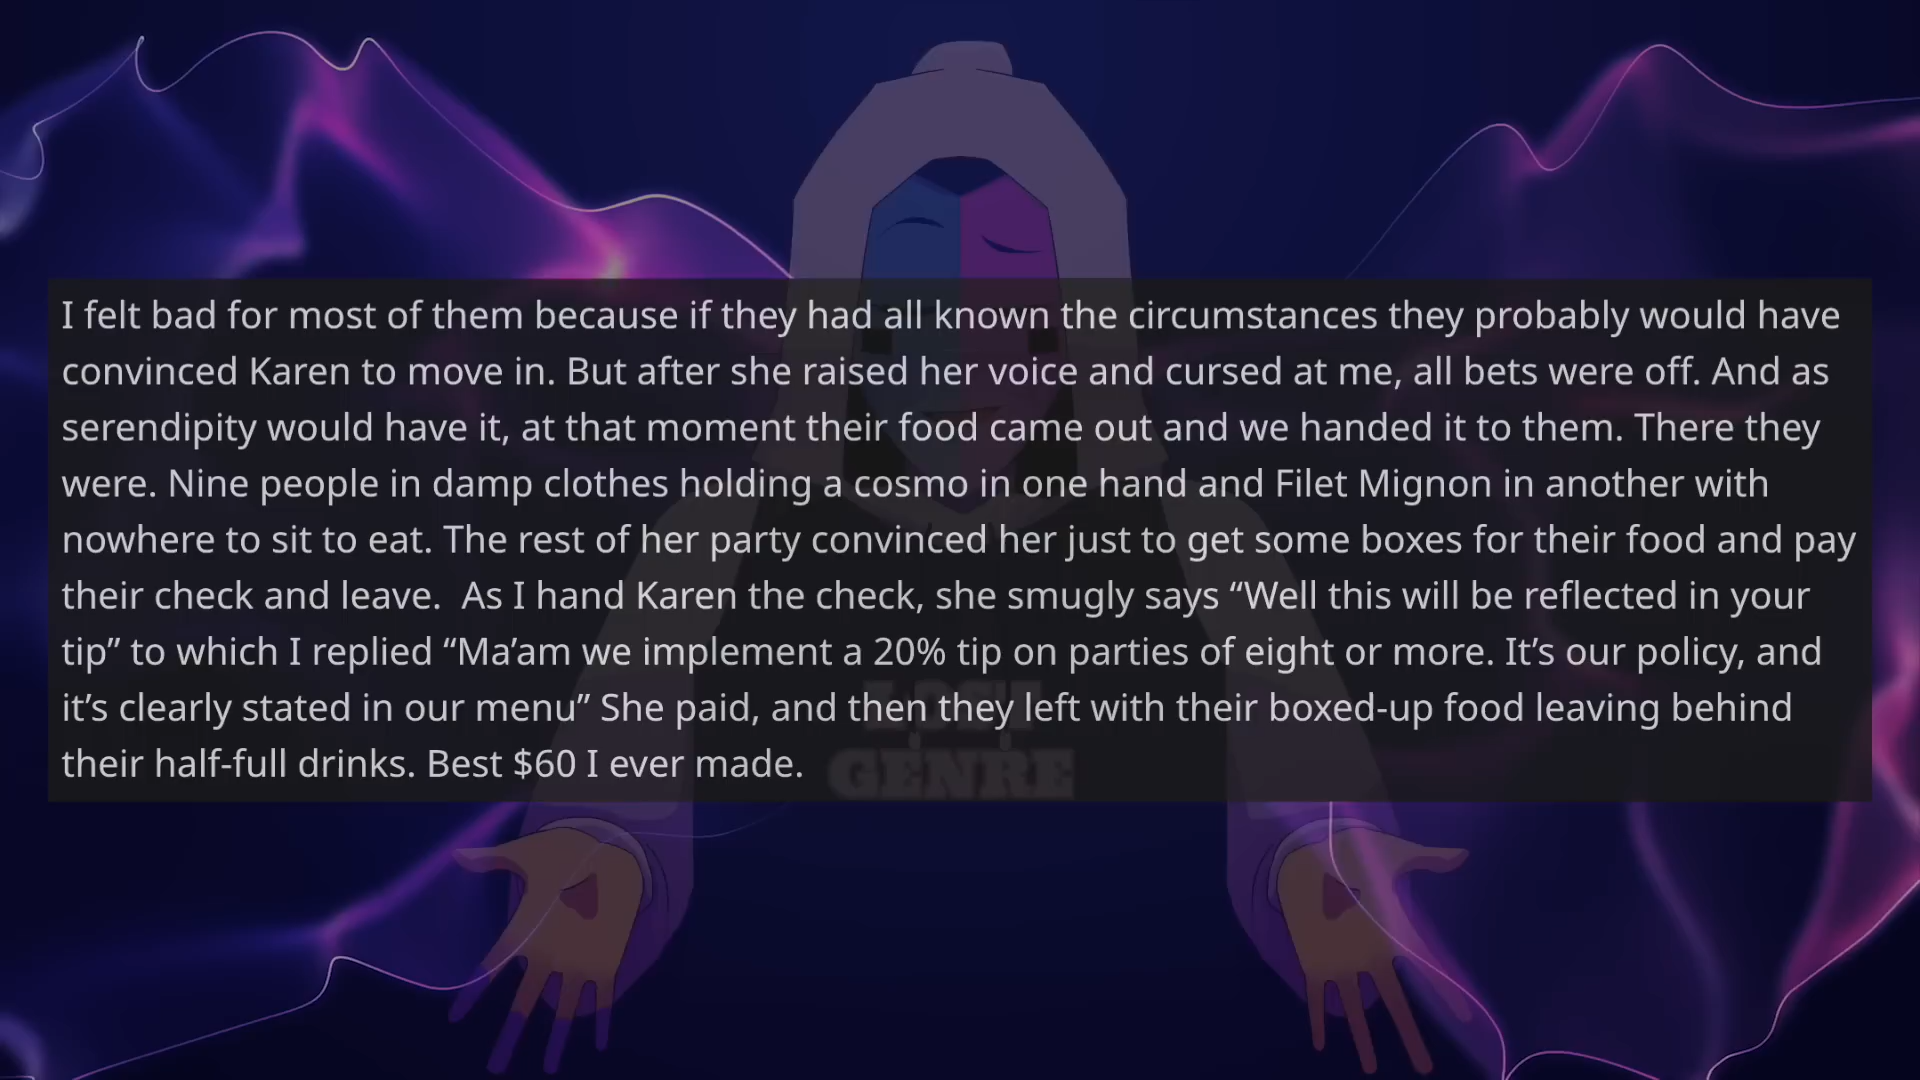 I felt bad for most of them because if they had all known the circumstances they probably would have
convinced Karen to move in. But after she raised her voice and cursed at me, all bets were off. And as
serendipity would have it, at that moment their food came out and we handed it to them. There they
were. Nine people in damp clothes holding a cosmo in one hand and Filet Mignon in another with
nowhere to sit to eat. The rest of her party convinced her just to get some boxes for their food and pay
their check and leave.  As I hand Karen the check, she smugly says “Well this will be reflected in your
tip” to which I replied “Ma’am we implement a 20% tip on parties of eight or more. It’s our policy, and
it’s clearly stated in our menu” She paid, and then they left with their boxed-up food leaving behind
their half-full drinks. Best $60 I ever made.
LOST
GENRE